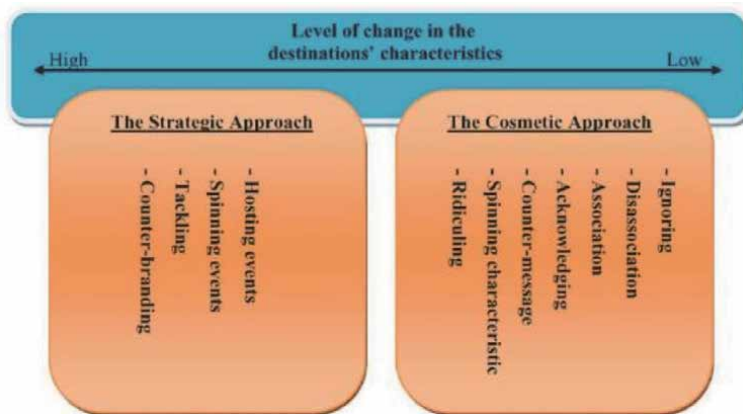 Level of change in the
destinations' characteristics
High
Low
The Strategic Approach
- Hosting events
- Spinning events
- Tackling
- Counter-branding
The Cosmetic Approach
- Ignoring
- Disassociation
- Association
- Acknowledging
- Counter-message
- Spinning characteristic
- Ridiculing